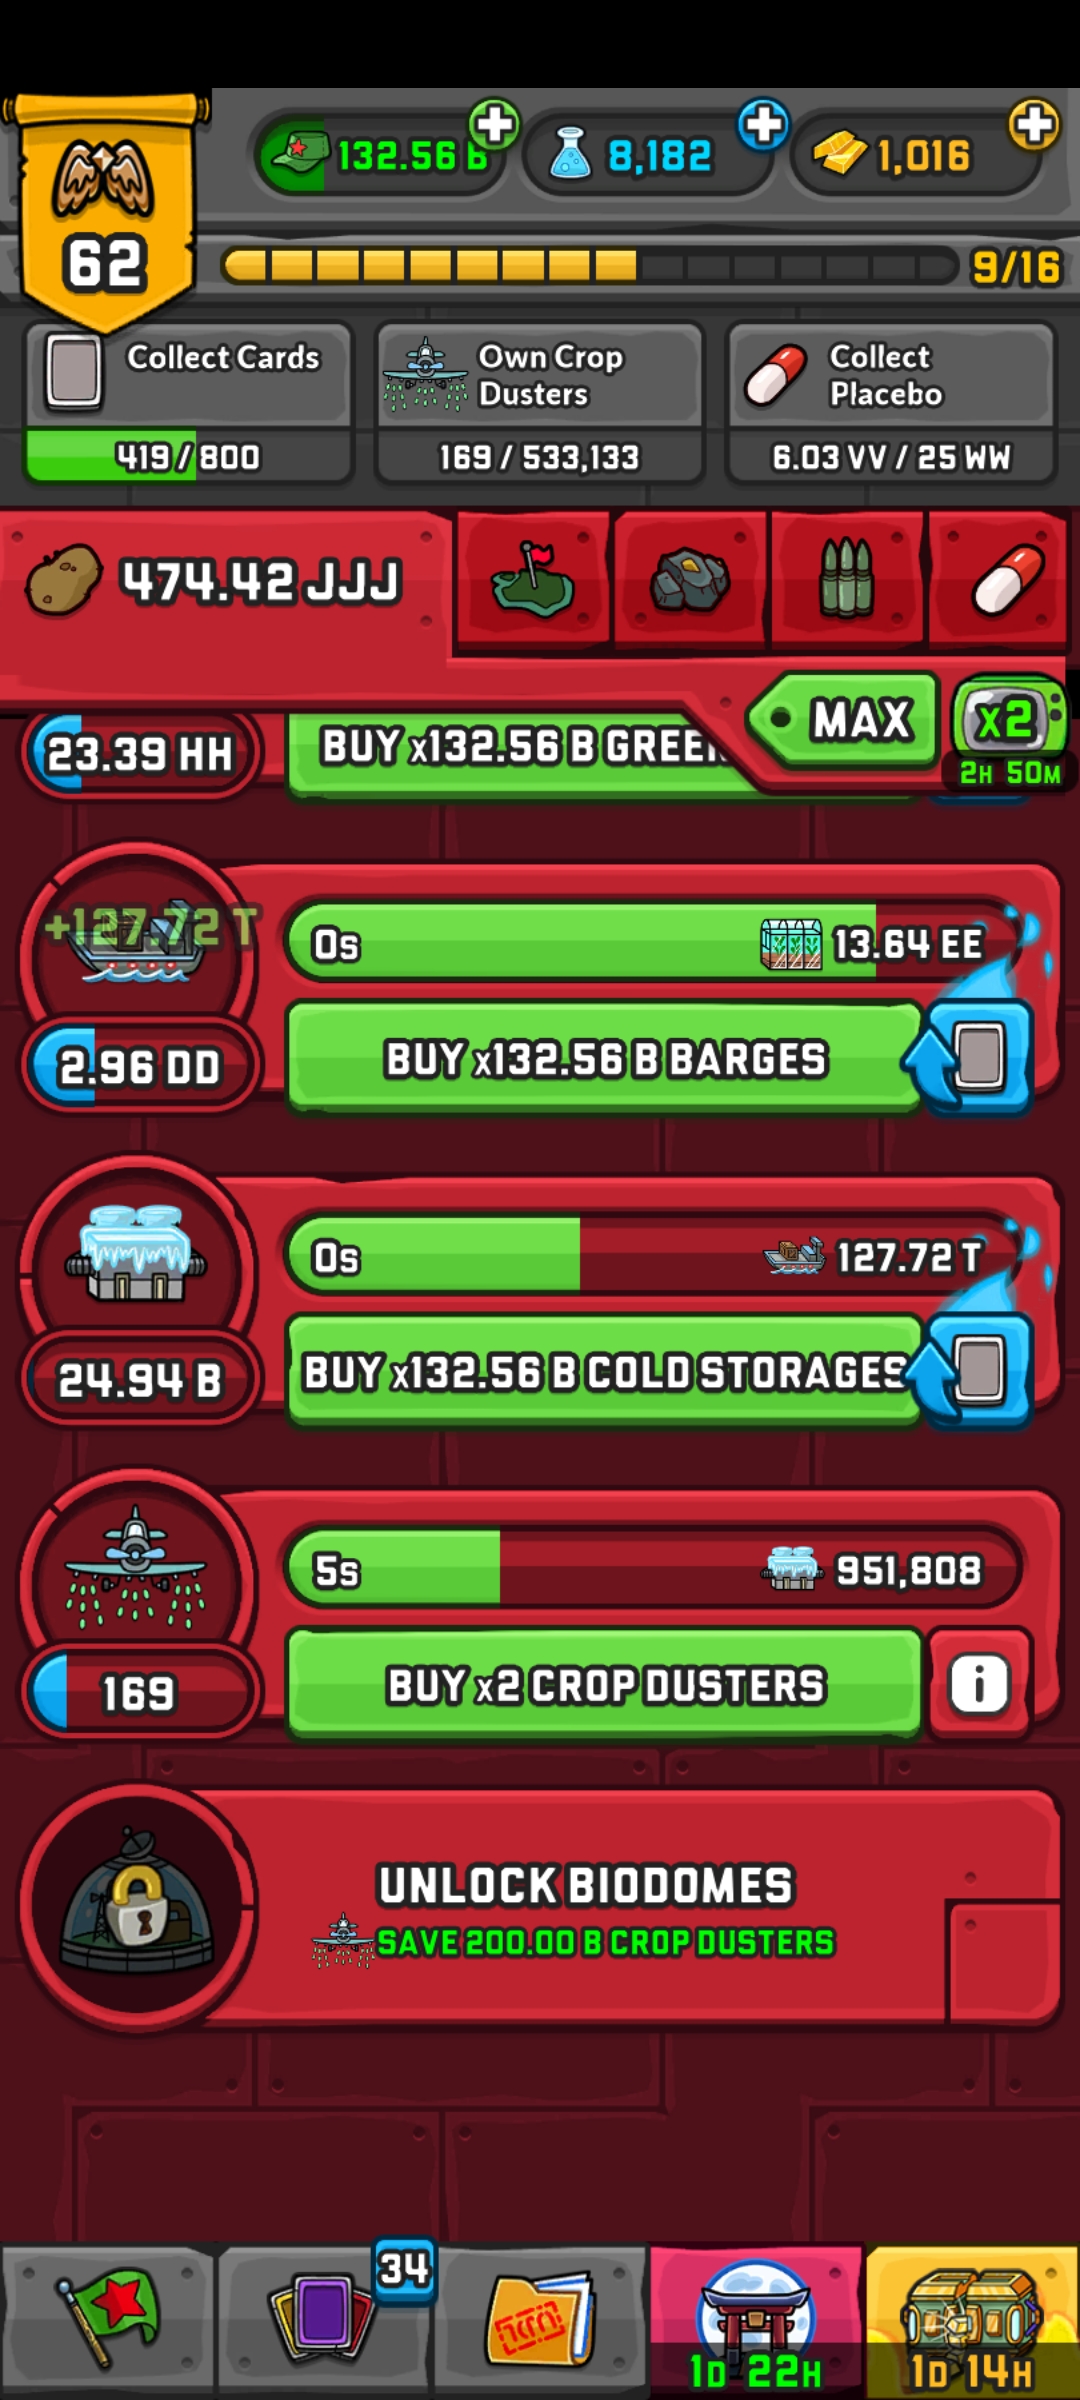 132.56 B
8,182
1,016
62
9/16
Collect Cards
419 / 800
Own Crop
Dusters
169 / 533,133
Collect
Placebo
6.03 VV / 25 WW
474.42 JJJ
MAX
x2
2H 50M
23.39 HH
BUY x132.56 B GREE
+127.72 T
0s
13.64 EE
2.96 DD
BUY x132.56 B BARGES
0s
127.72 T
24.94 B
BUY x132.56 B COLD STORAGES
5s
951,808
169
BUY x2 CROP DUSTERS
i
UNLOCK BIODOMES
SAVE 200.00 B CROP DUSTERS
34
1D 22H
1D 14H